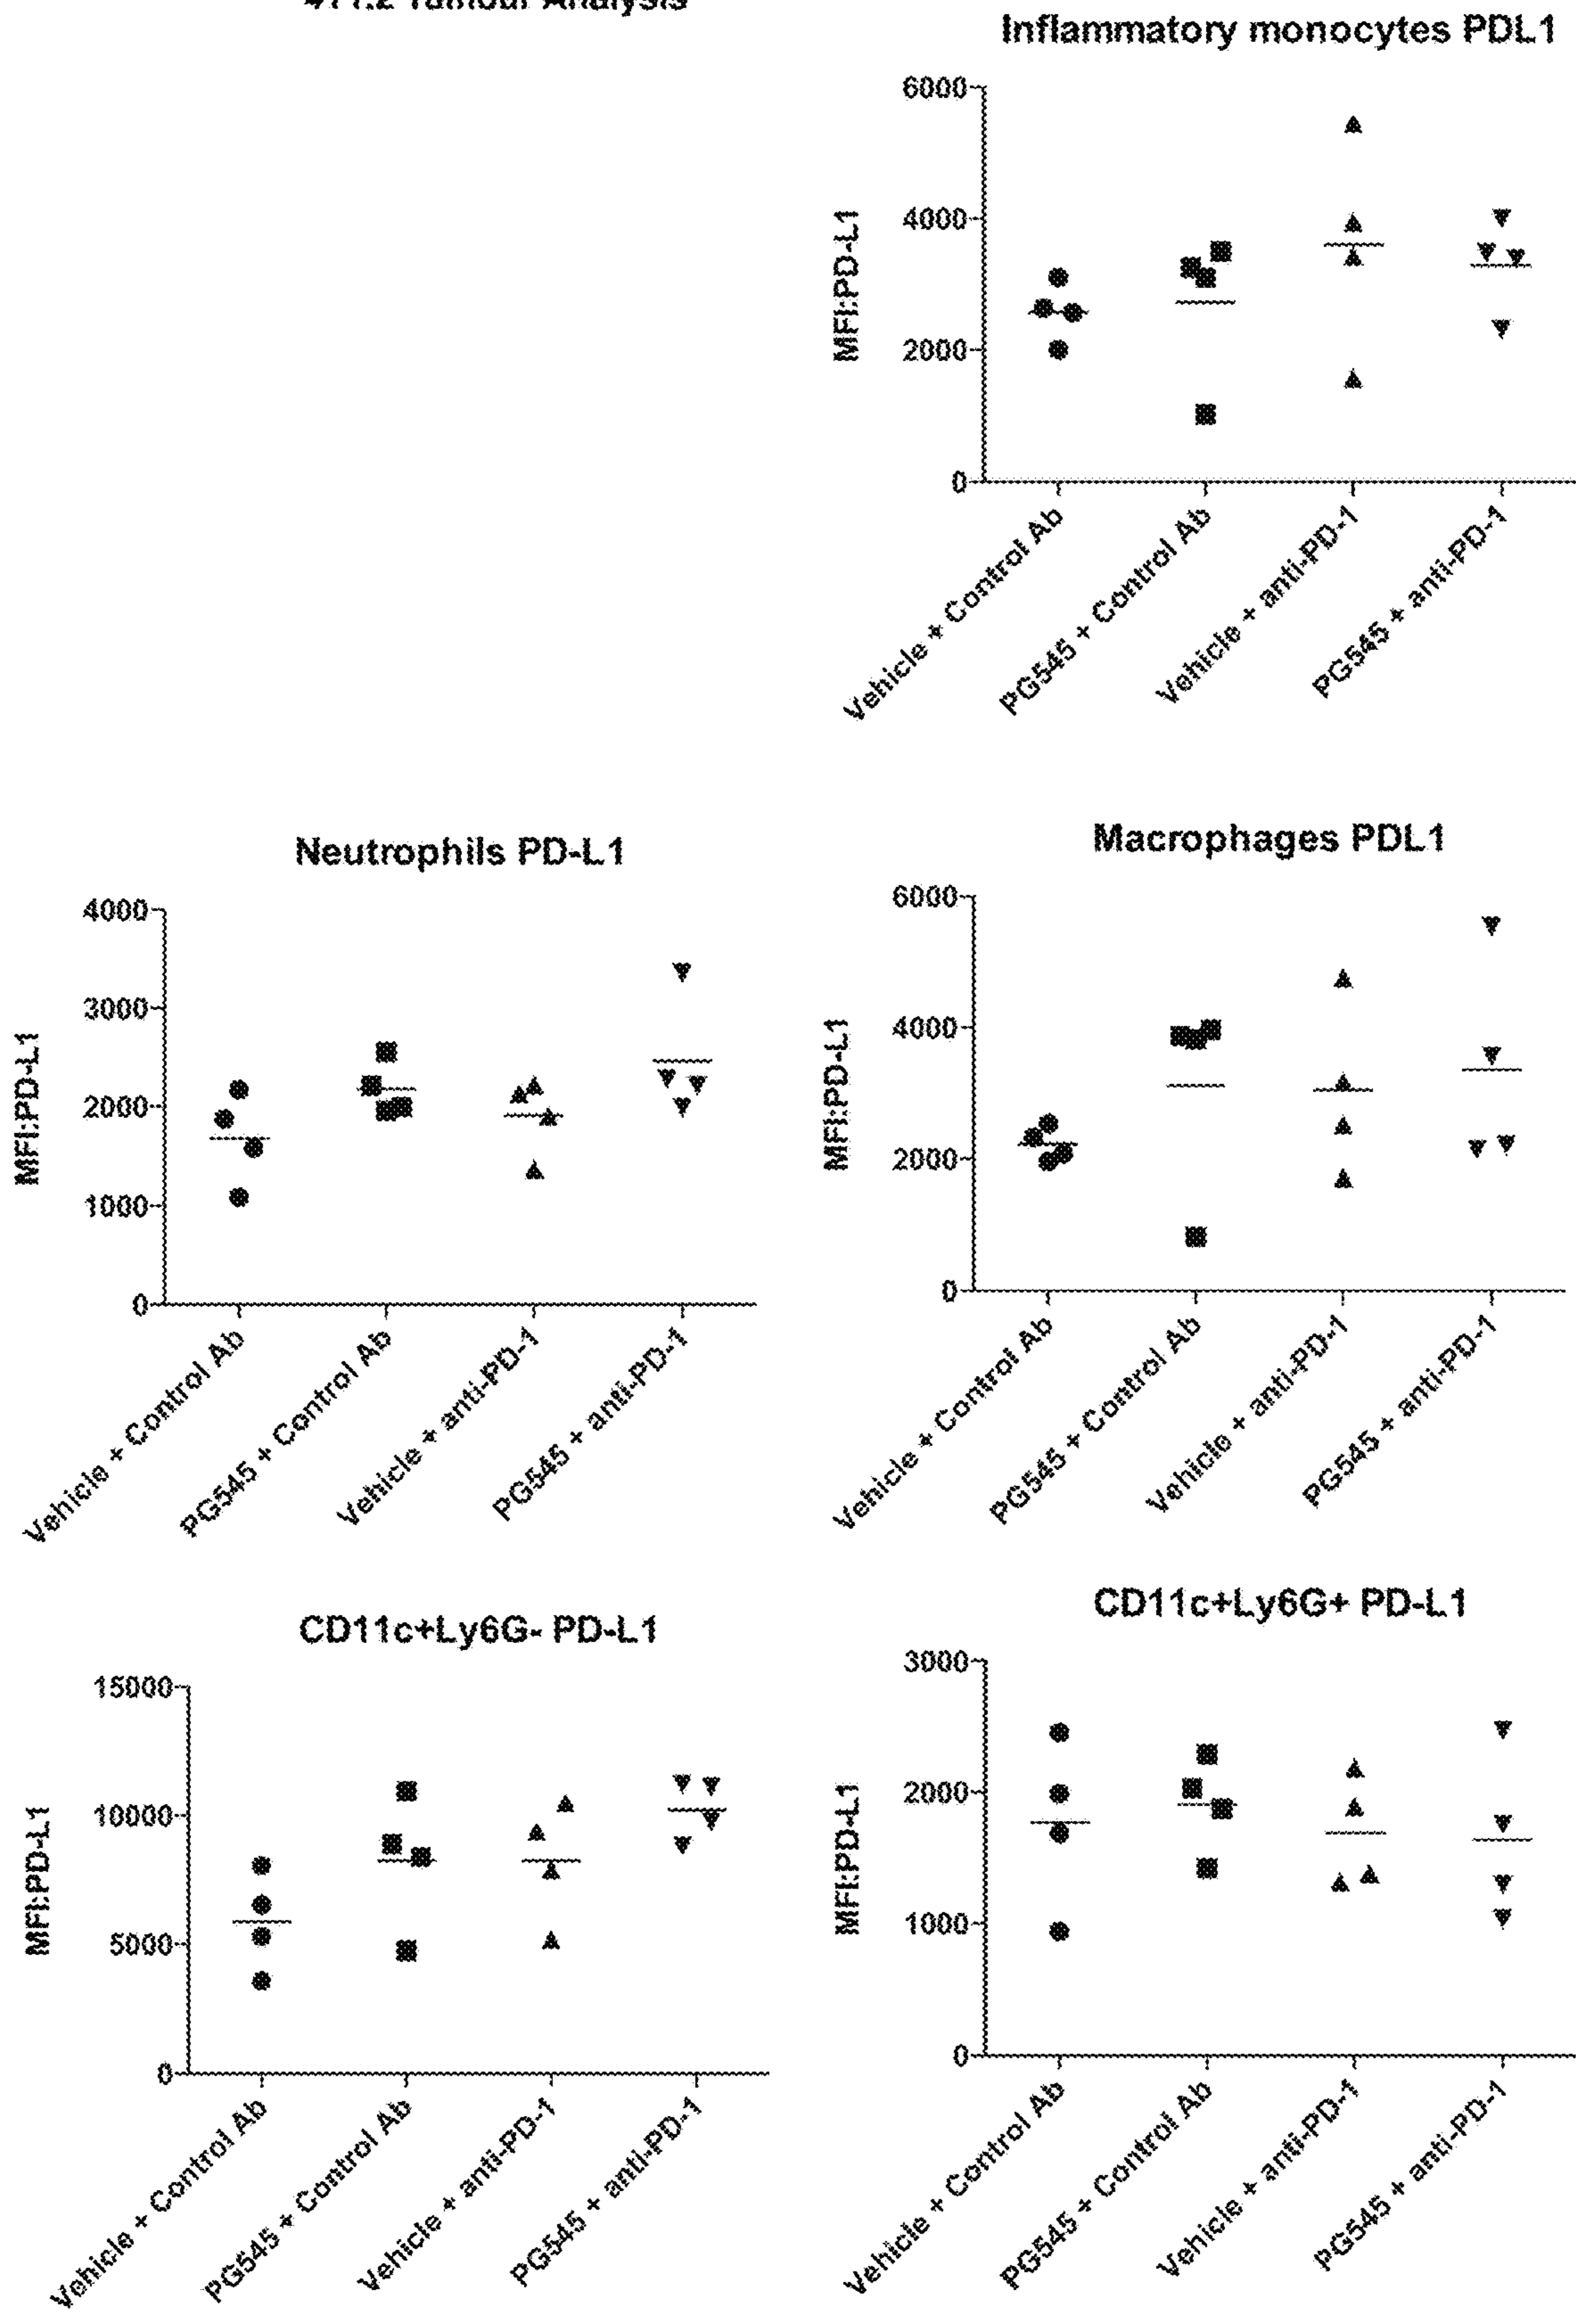 Tumour Analysis
Inflammatory monocytes PDL1
6000
4000
2000
0
MFI:PD-L1
Vehicle + Control Ab
PG545 + Control Ab
Vehicle + anti-PD-1
PG545 + anti-PD-1
Neutrophils PD-L1
4000
3000
2000
1000
0
MFI:PD-L1
Vehicle + Control Ab
PG545 + Control Ab
Vehicle + anti-PD-1
PG545 + anti-PD-1
Macrophages PDL1
6000
4000
2000
0
MFI:PD-L1
Vehicle + Control Ab
PG545 + Control Ab
Vehicle + anti-PD-1
PG545 + anti-PD-1
CD11c+Ly6G- PD-L1
15000
10000
5000
0
MFI:PD-L1
Vehicle + Control Ab
PG545 + Control Ab
Vehicle + anti-PD-1
PG545 + anti-PD-1
CD11c+Ly6G+ PD-L1
3000
2000
1000
0
MFI:PD-L1
Vehicle + Control Ab
PG545 + Control Ab
Vehicle + anti-PD-1
PG545 + anti-PD-1